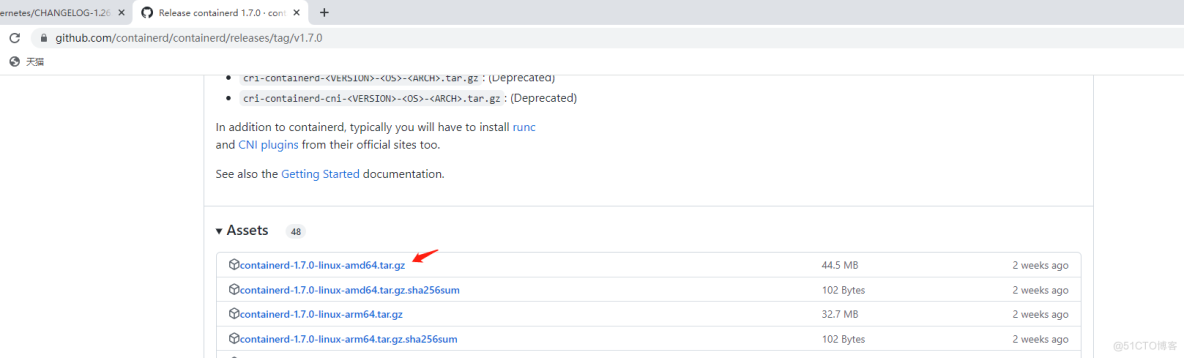 ernetes/CHANGELOG-1.26
Release containerd 1.7.0 · cont
github.com/containerd/containerd/releases/tag/v1.7.0
天猫
cri-containerd-<VERSION>-<OS>-<ARCH>.tar.gz : (Deprecated)
cri-containerd-cni-<VERSION>-<OS>-<ARCH>.tar.gz : (Deprecated)
In addition to containerd, typically you will have to install runc
and CNI plugins from their official sites too.
See also the Getting Started documentation.
Assets 48
containerd-1.7.0-linux-amd64.tar.gz 44.5 MB 2 weeks ago
containerd-1.7.0-linux-amd64.tar.gz.sha256sum 102 Bytes 2 weeks ago
containerd-1.7.0-linux-arm64.tar.gz 32.7 MB 2 weeks ago
containerd-1.7.0-linux-arm64.tar.gz.sha256sum 102 Bytes 2 weeks ago
@51CTO博客